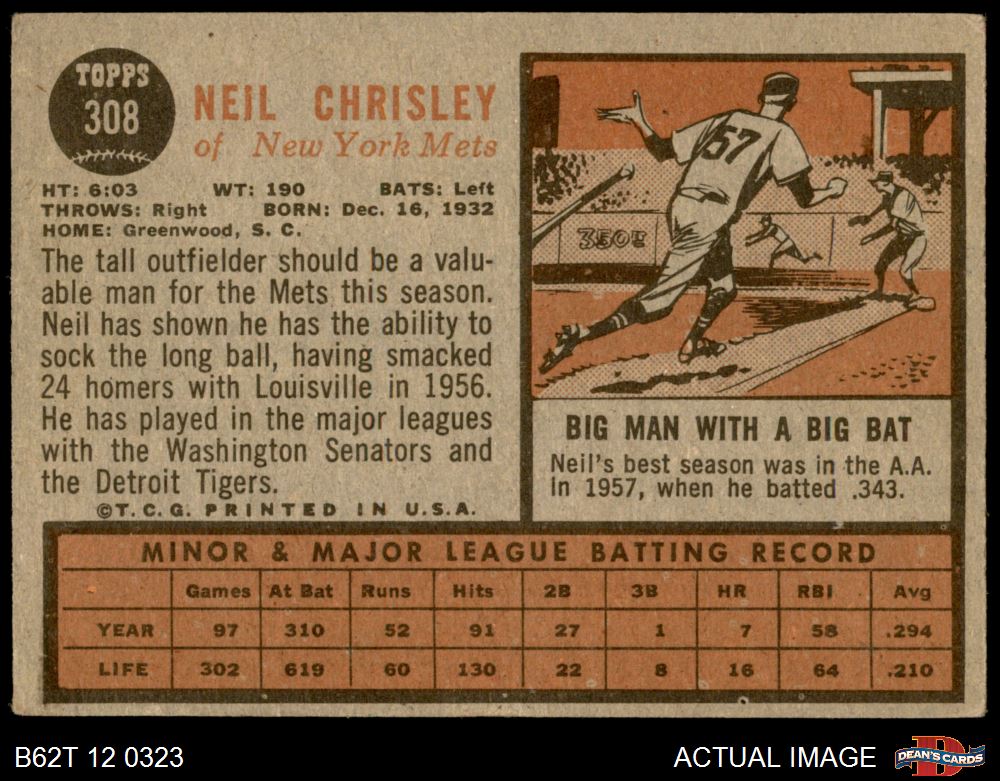 TOPPS
308
NEIL CHRISLEY
of New York Mets
HT: 6:03 WT: 190 BATS: Left
THROWS: Right BORN: Dec. 16, 1932
HOME: Greenwood, S. C.
The tall outfielder should be a valu-
able man for the Mets this season.
Neil has shown he has the ability to
sock the long ball, having smacked
24 homers with Louisville in 1956.
He has played in the major leagues
with the Washington Senators and
the Detroit Tigers.
©T. C. G. PRINTED IN U.S.A.
57
350FT
BIG MAN WITH A BIG BAT
Neil's best season was in the A.A.
in 1957, when he batted .343.
MINOR & MAJOR LEAGUE BATTING RECORD
Games At Bat Runs Hits 2B 3B HR RBI Avg
YEAR 97 310 52 91 27 1 7 58 .294
LIFE 302 619 60 130 22 8 16 64 .210
B62T 12 0323
ACTUAL IMAGE
D
DEAN'S CARDS